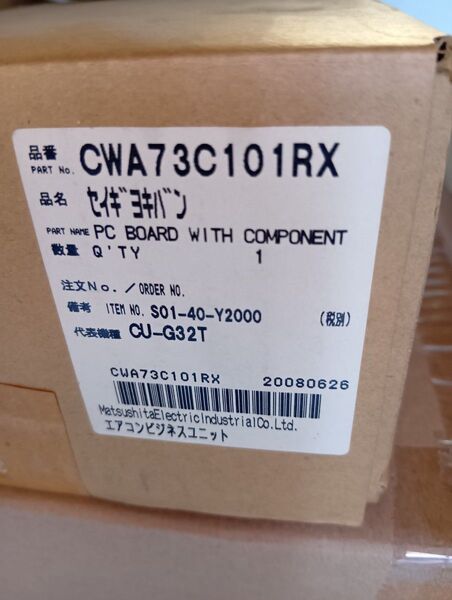 品番 CWA73C101RX
PART No.
品名 セイギヨキバン
PART NAME PC BOARD WITH COMPONENT
数量 Q'TY 1
注文No./ORDER NO.
備考 ITEM NO. S01-40-Y2000 (税別)
代表機種 CU-G32T
CWA73C101RX 20080626
MatsushitaElectricIndustrialCo.Ltd.
エアコンビジネスユニット